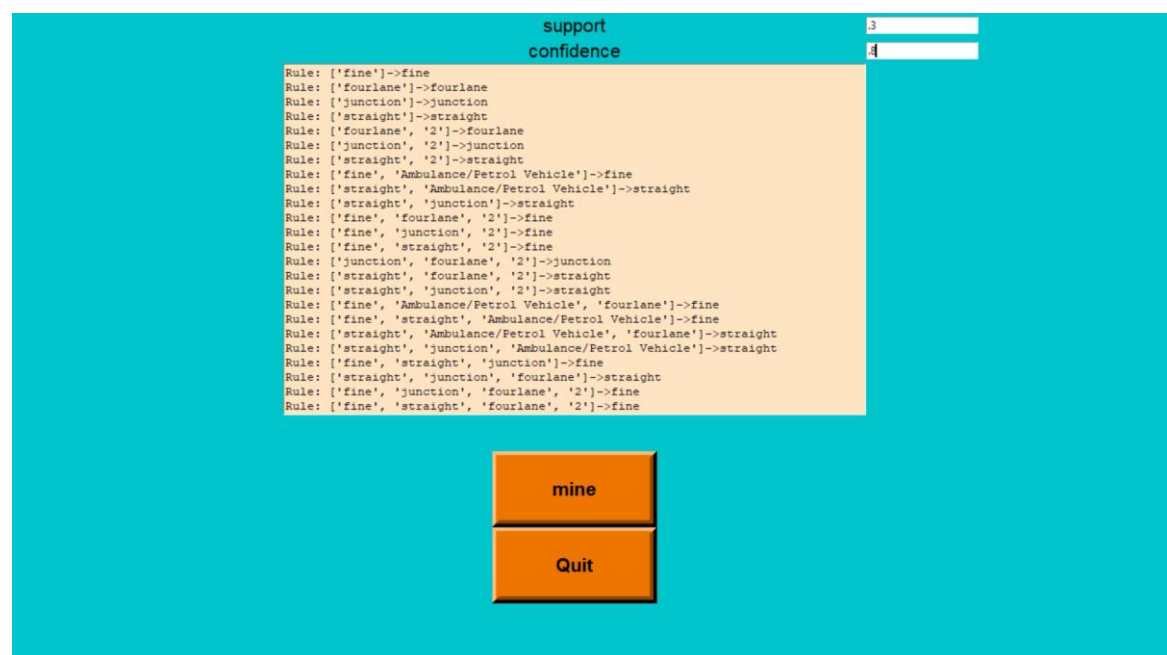 support .3
confidence .8
Rule: ['fine']->fine
Rule: ['fourlane']->fourlane
Rule: ['junction']->junction
Rule: ['straight']->straight
Rule: ['fourlane', '2']->fourlane
Rule: ['junction', '2']->junction
Rule: ['straight', '2']->straight
Rule: ['fine', 'Ambulance/Petrol Vehicle']->fine
Rule: ['straight', 'Ambulance/Petrol Vehicle']->straight
Rule: ['straight', 'junction']->straight
Rule: ['fine', 'fourlane', '2']->fine
Rule: ['fine', 'junction', '2']->fine
Rule: ['fine', 'straight', '2']->fine
Rule: ['junction', 'fourlane', '2']->junction
Rule: ['straight', 'fourlane', '2']->straight
Rule: ['straight', 'junction', '2']->straight
Rule: ['fine', 'Ambulance/Petrol Vehicle', 'fourlane']->fine
Rule: ['fine', 'straight', 'Ambulance/Petrol Vehicle']->fine
Rule: ['straight', 'Ambulance/Petrol Vehicle', 'fourlane']->straight
Rule: ['straight', 'junction', 'Ambulance/Petrol Vehicle']->straight
Rule: ['fine', 'straight', 'junction']->fine
Rule: ['straight', 'junction', 'fourlane']->straight
Rule: ['fine', 'junction', 'fourlane', '2']->fine
Rule: ['fine', 'straight', 'fourlane', '2']->fine
mine
Quit